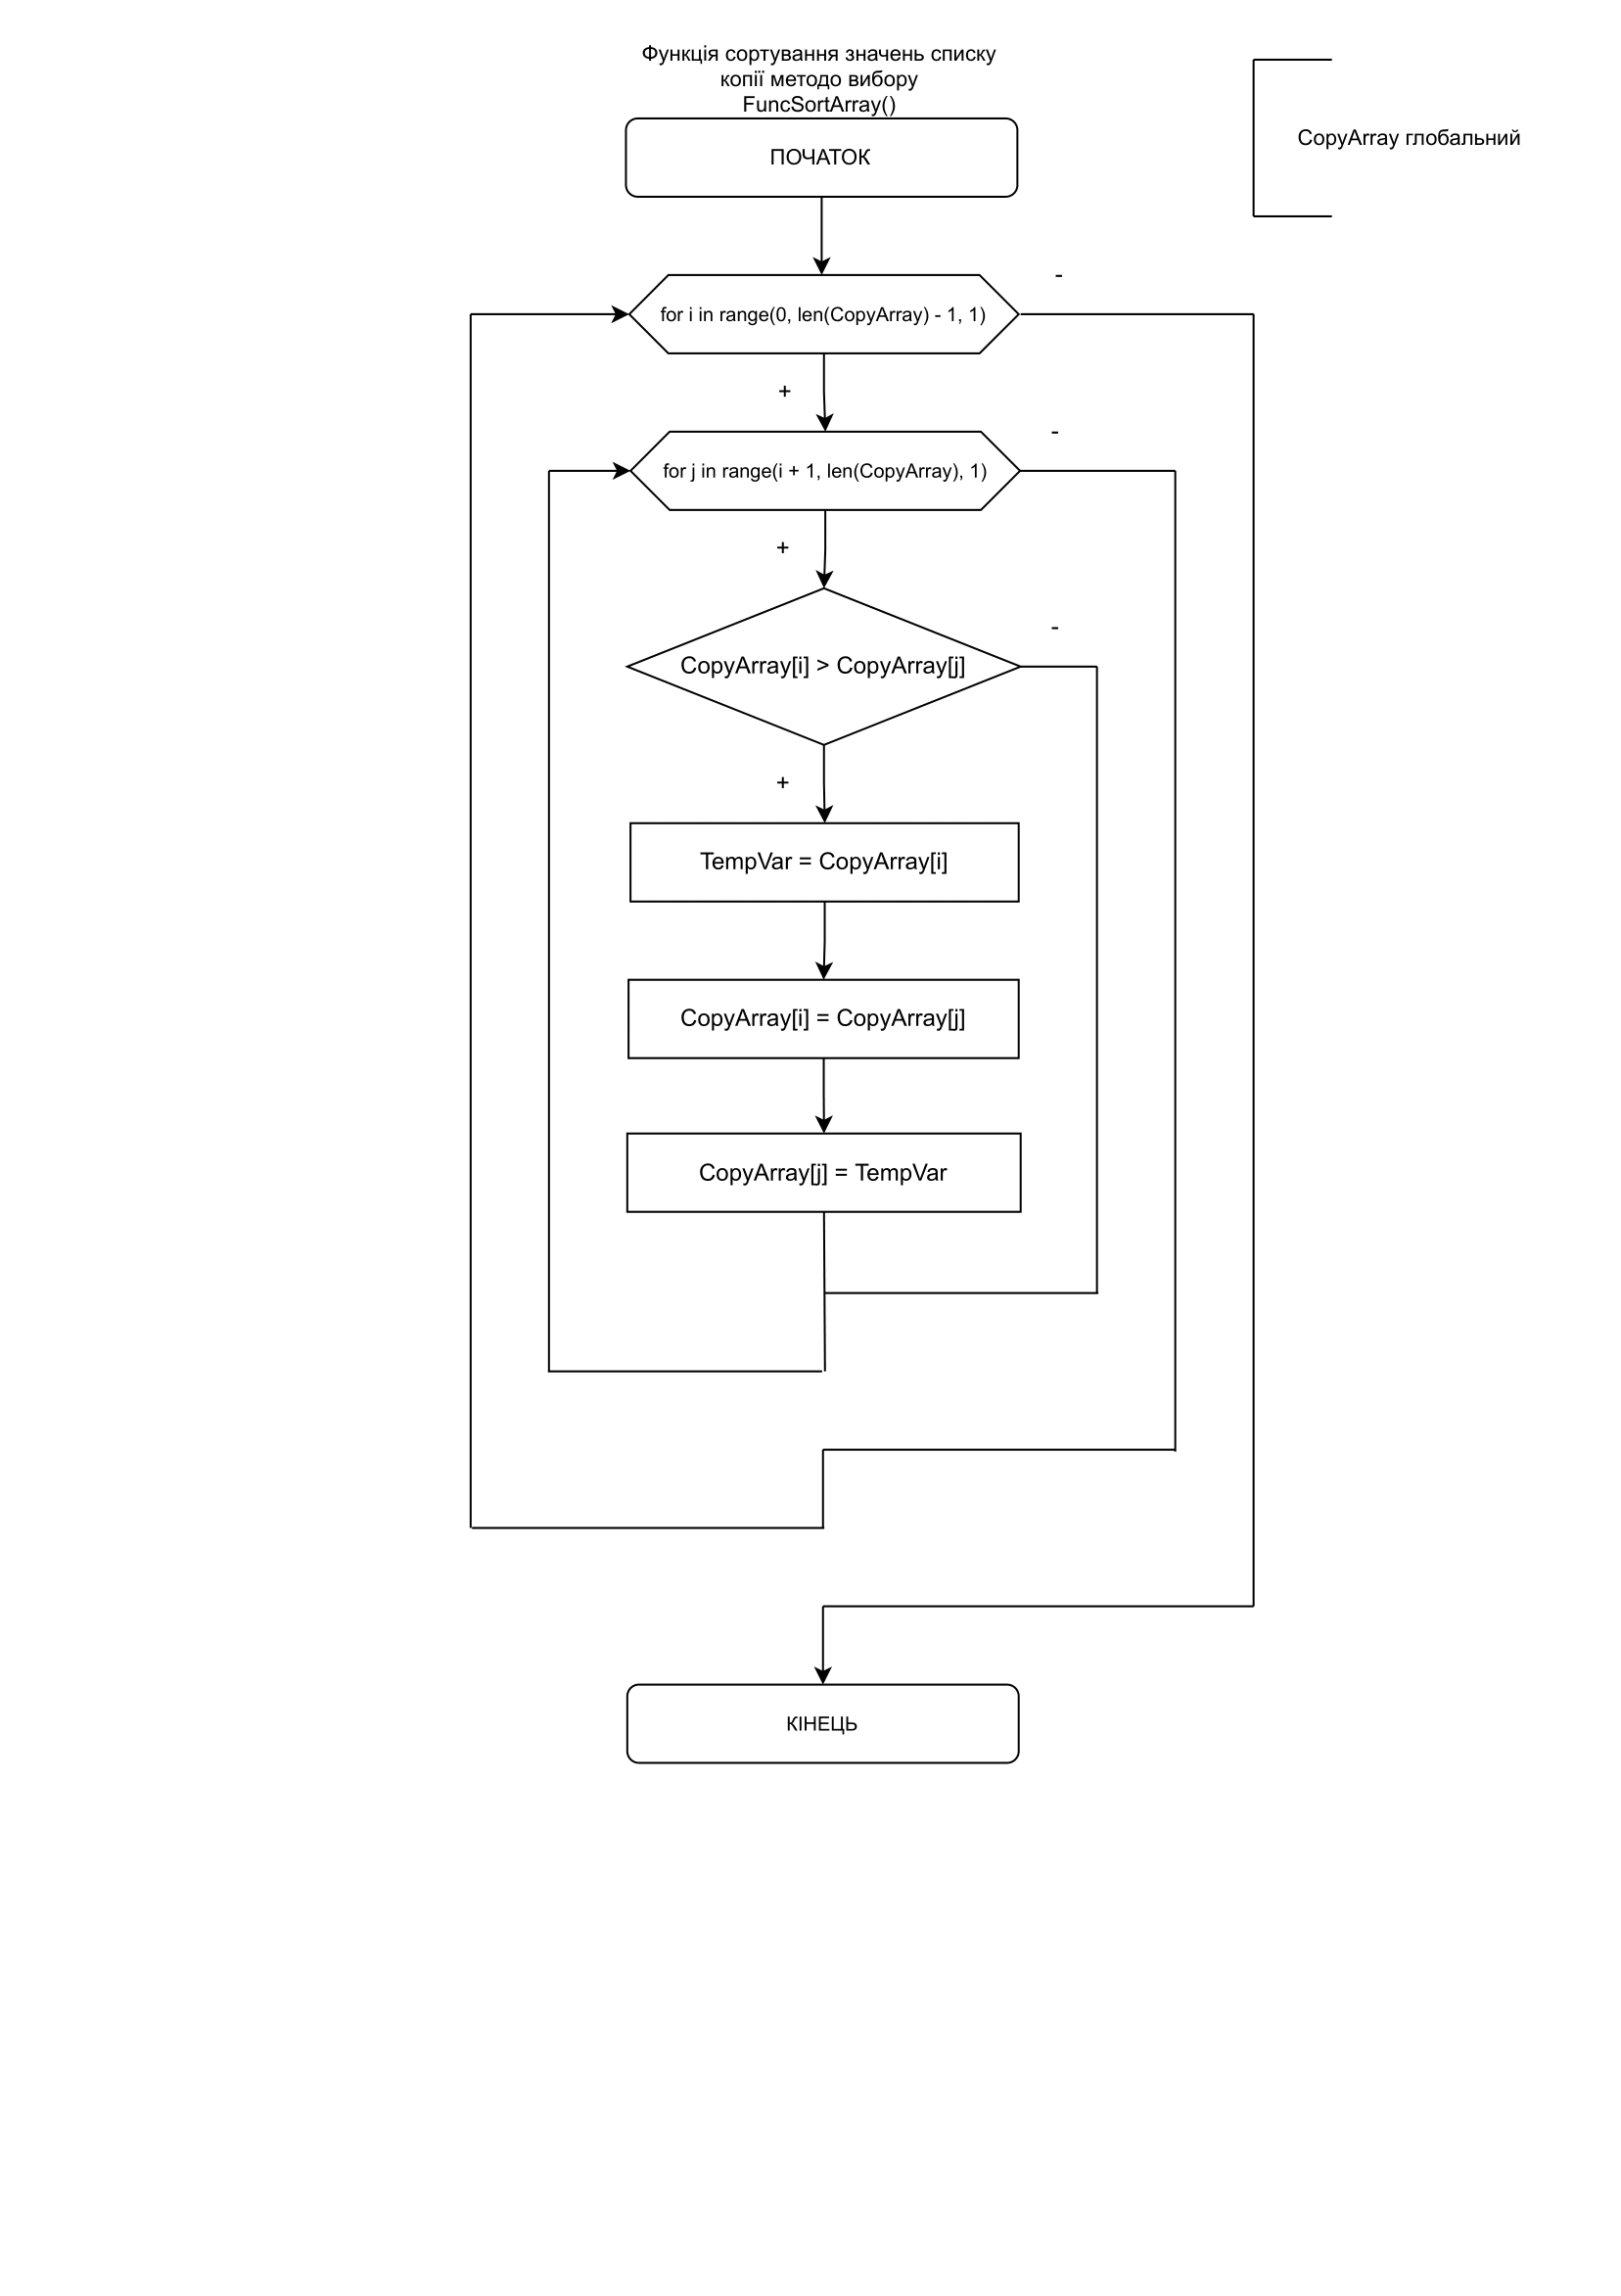 Функція сортування значень списку
копії методо вибору
FuncSortArray()
ПОЧАТОК
CopyArray глобальний
-
for i in range(0, len(CopyArray) - 1, 1)
+
-
for j in range(i + 1, len(CopyArray), 1)
+
-
CopyArray[i] > CopyArray[j]
+
TempVar = CopyArray[i]
CopyArray[i] = CopyArray[j]
CopyArray[j] = TempVar
КІНЕЦЬ